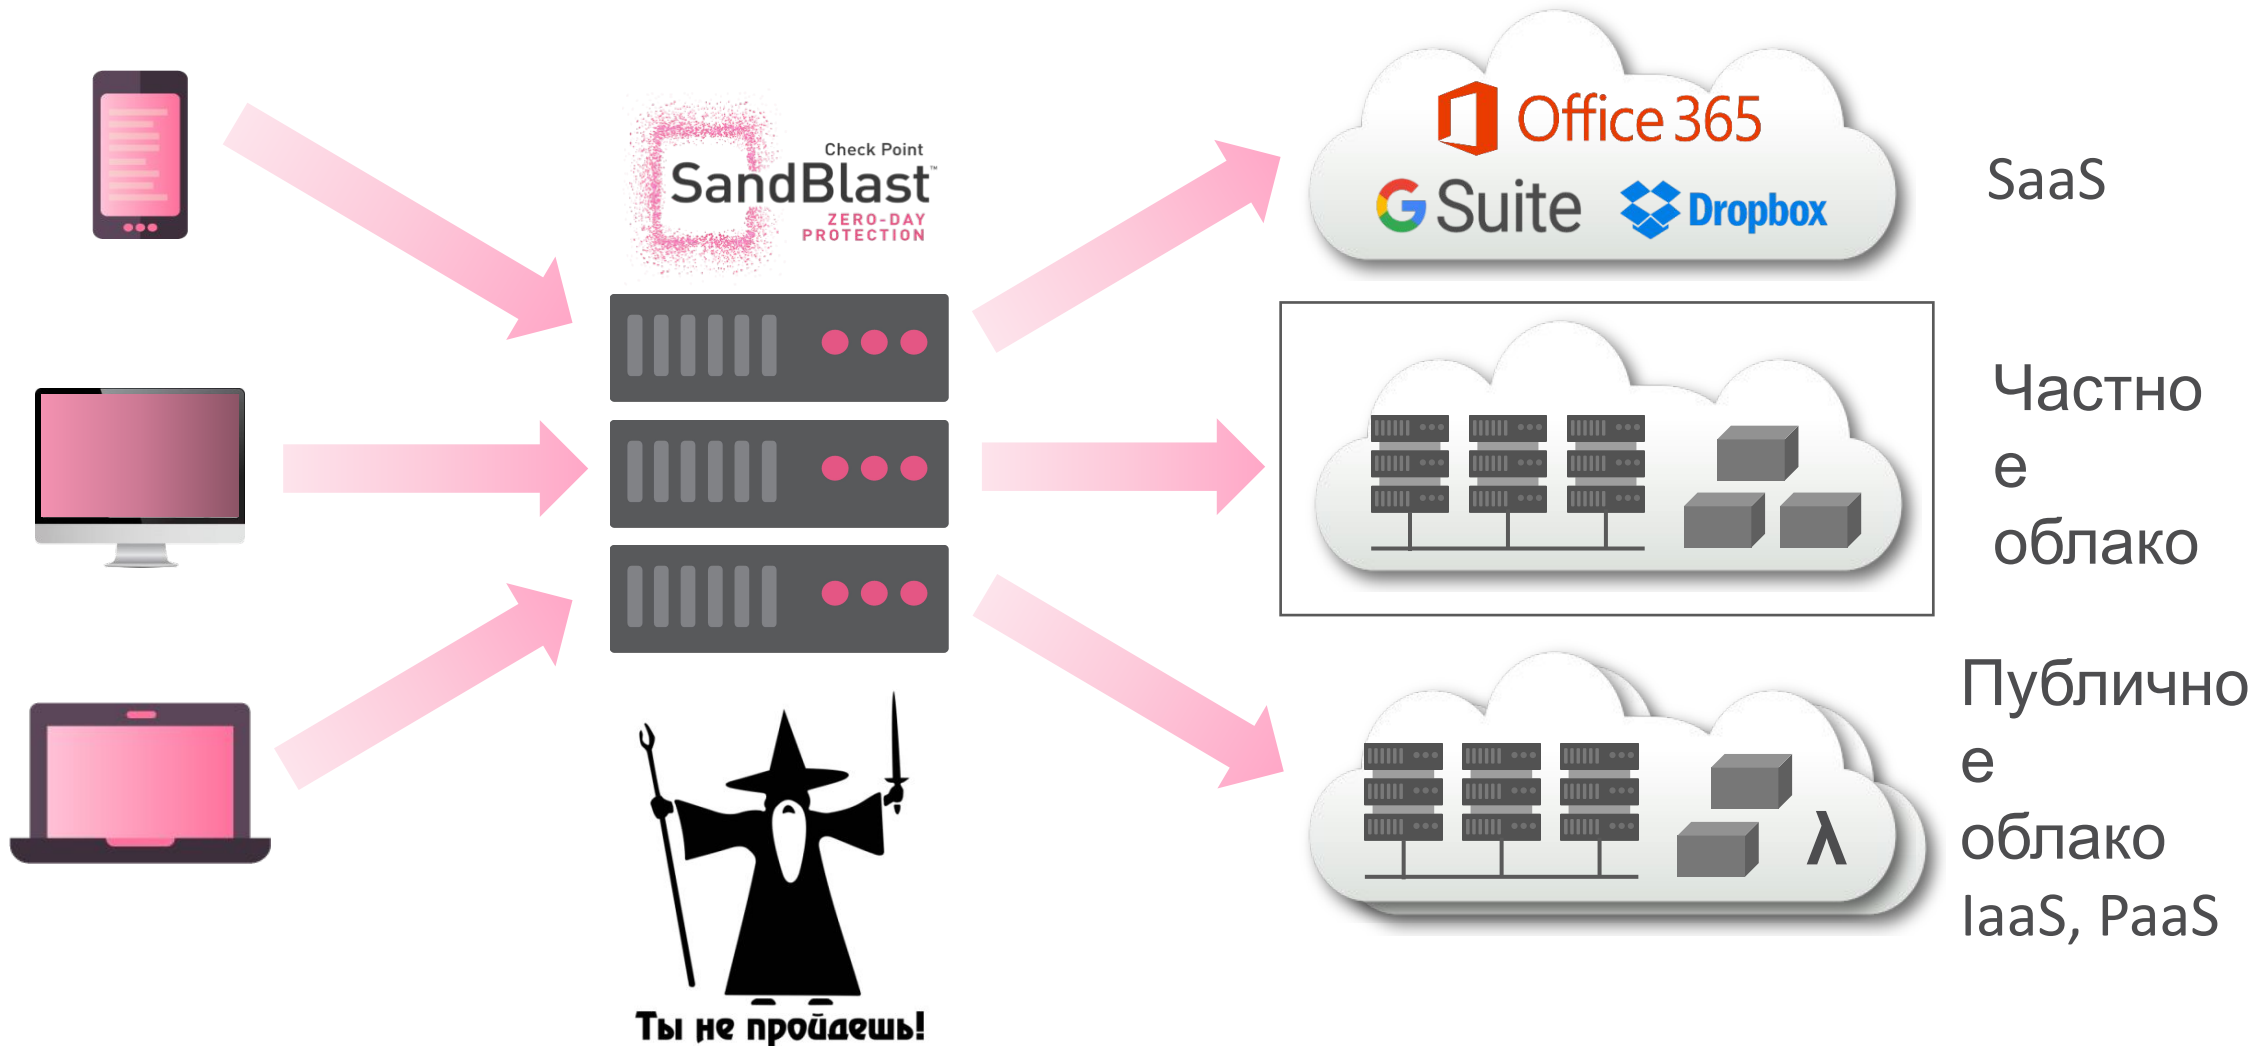 Check Point
SandBlast™
ZERO-DAY
PROTECTION
Ты не пройдешь!
Office 365
G Suite
Dropbox
SaaS
Частно
е
облако
λ
Публично
е
облако
IaaS, PaaS